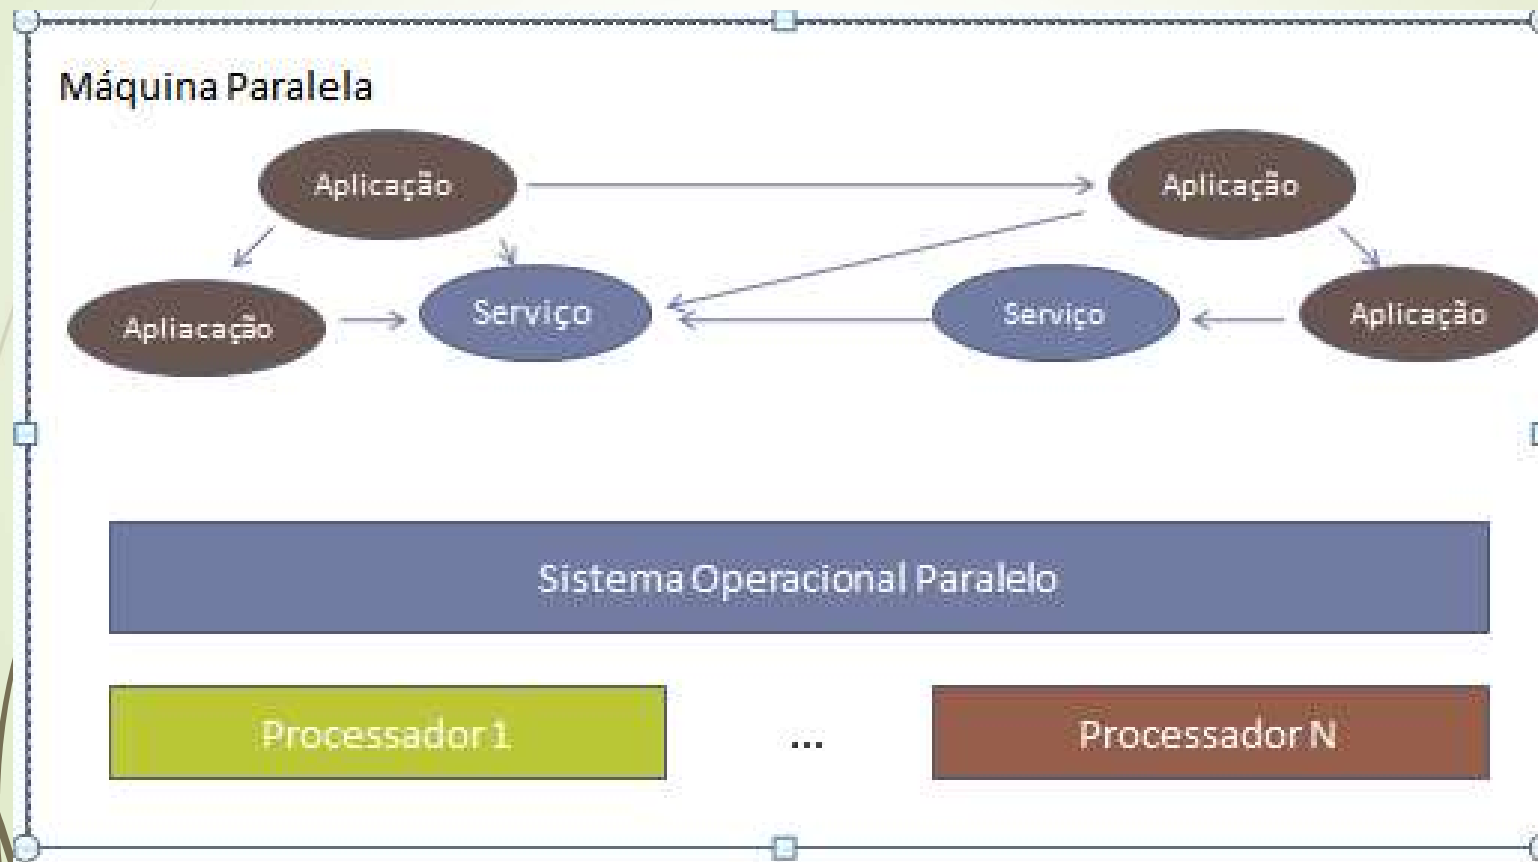 Máquina Paralela
Aplicação
Aplicação
Apliacação
Serviço
Serviço
Aplicação
Sistema Operacional Paralelo
Processador 1
...
Processador N